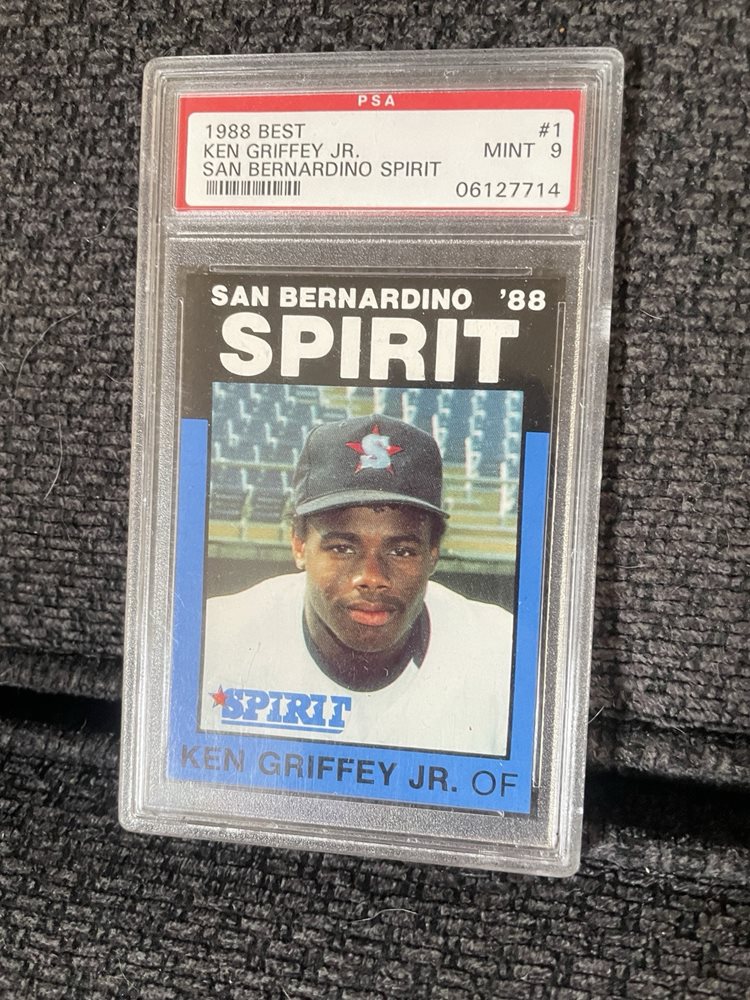 PSA
1988 BEST #1
KEN GRIFFEY JR. MINT 9
SAN BERNARDINO SPIRIT
06127714
SAN BERNARDINO '88
SPIRIT
S
SPIRIT
KEN GRIFFEY JR. OF